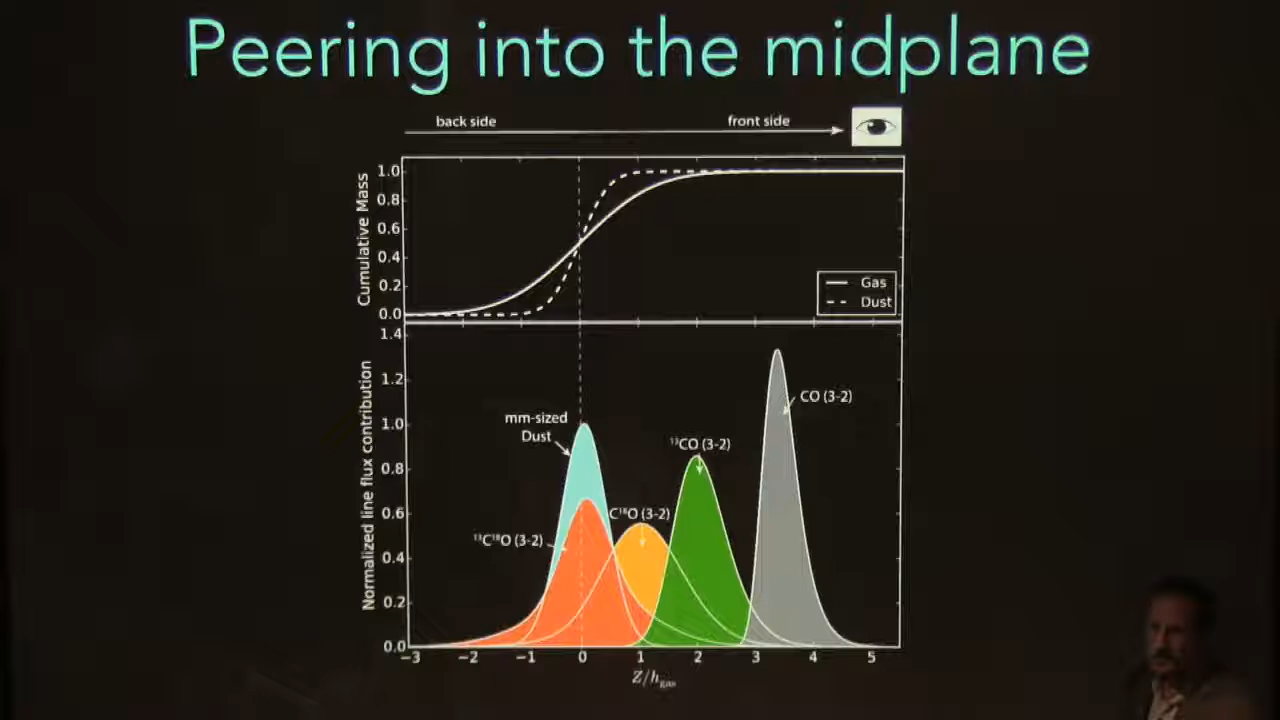 Peering into the midplane
back side
front side
Cumulative Mass
1.0
0.8
0.6
0.4
0.2
0.0
Gas
Dust
Normalized line flux contribution
1.4
1.2
1.0
0.8
0.6
0.4
0.2
0.0
mm-sized
Dust
¹³C¹⁸O (3-2)
C¹⁸O (3-2)
¹³CO (3-2)
CO (3-2)
−3 −2 −1 0 1 2 3 4 5
Z/h_gas